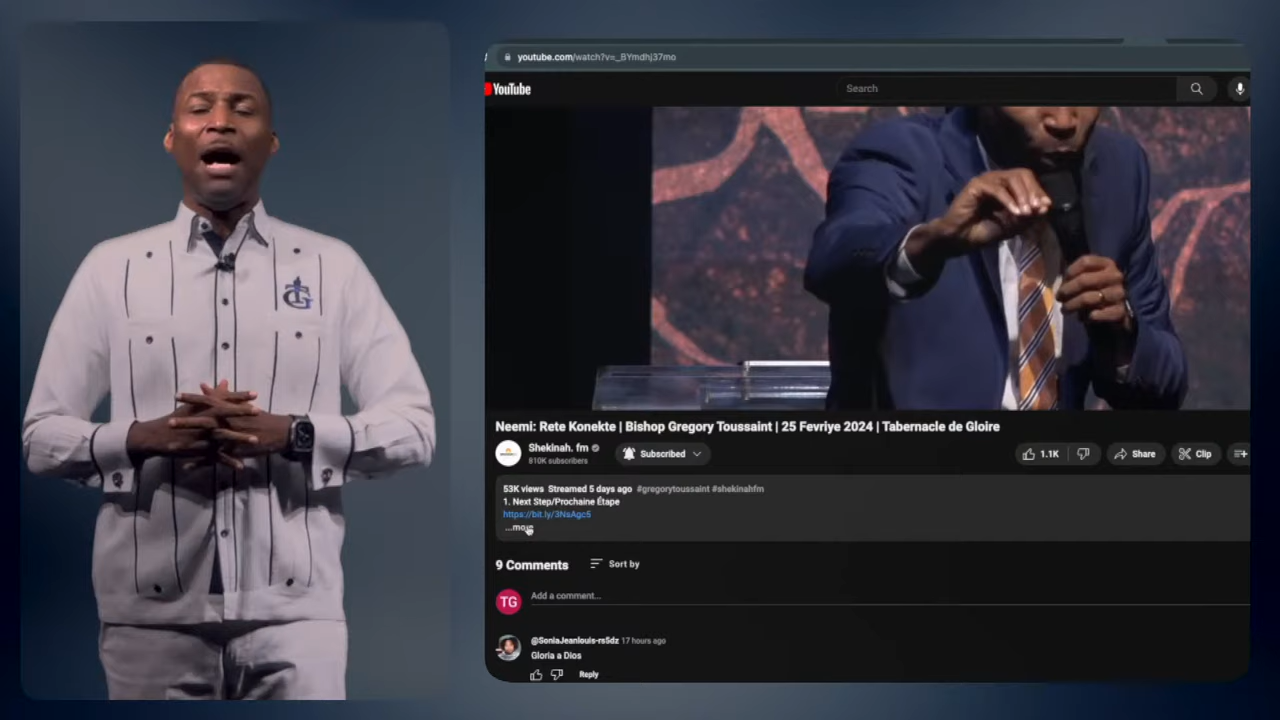 youtube.com/watch?v=_BYmdhj37mo
YouTube
Search
Neemi: Rete Konekte | Bishop Gregory Toussaint | 25 Fevriye 2024 | Tabernacle de Gloire
Shekinah. fm
810K subscribers
Subscribed
1.1K
Share
Clip
53K views Streamed 5 days ago #gregorytoussaint #shekinahfm
1. Next Step/Prochaine Étape
https://bit.ly/3NsAgc5
...more
9 Comments
Sort by
TG
Add a comment...
@SoniaJeanlouis-rs5dz 17 hours ago
Gloria a Dios
Reply
TG